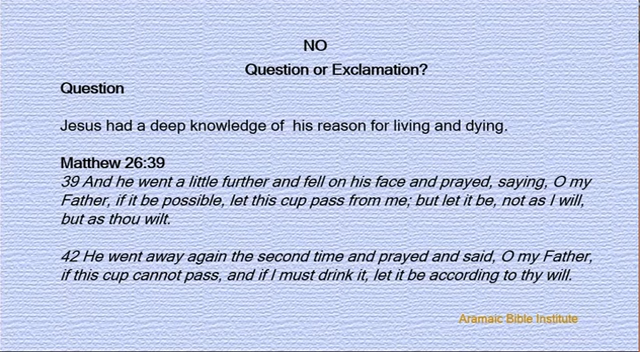 NO
Question or Exclamation?
Question
Jesus had a deep knowledge of his reason for living and dying.
Matthew 26:39
39 And he went a little further and fell on his face and prayed, saying, O my
Father, if it be possible, let this cup pass from me; but let it be, not as I will,
but as thou wilt.
42 He went away again the second time and prayed and said, O my Father,
if this cup cannot pass, and if I must drink it, let it be according to thy will.
Aramaic Bible Institute